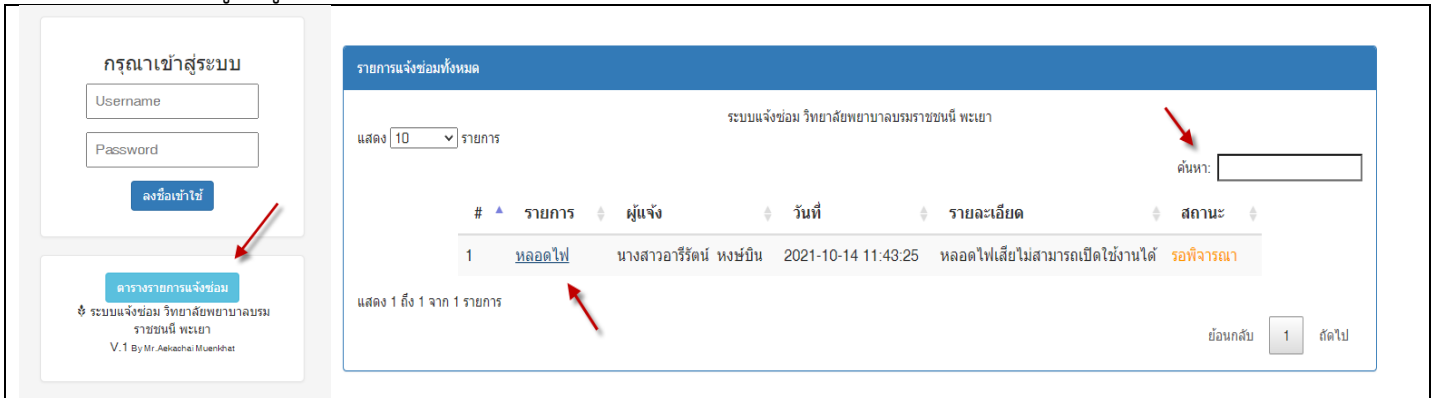 กรุณาเข้าสู่ระบบ
Username
Password
ลงชื่อเข้าใช้
ตารางรายการแจ้งซ่อม
ระบบแจ้งซ่อม วิทยาลัยพยาบาลบรม
ราชชนนี พะเยา
V.1 By Mr.Aekachai Muenkhat
รายการแจ้งซ่อมทั้งหมด
ระบบแจ้งซ่อม วิทยาลัยพยาบาลบรมราชชนนี พะเยา
แสดง 10 รายการ
ค้นหา:
# รายการ ผู้แจ้ง วันที่ รายละเอียด สถานะ
1 หลอดไฟ นางสาวอารีรัตน์ หงษ์บิน 2021-10-14 11:43:25 หลอดไฟเสียไม่สามารถเปิดใช้งานได้ รอพิจารณา
แสดง 1 ถึง 1 จาก 1 รายการ
ย้อนกลับ 1 ถัดไป